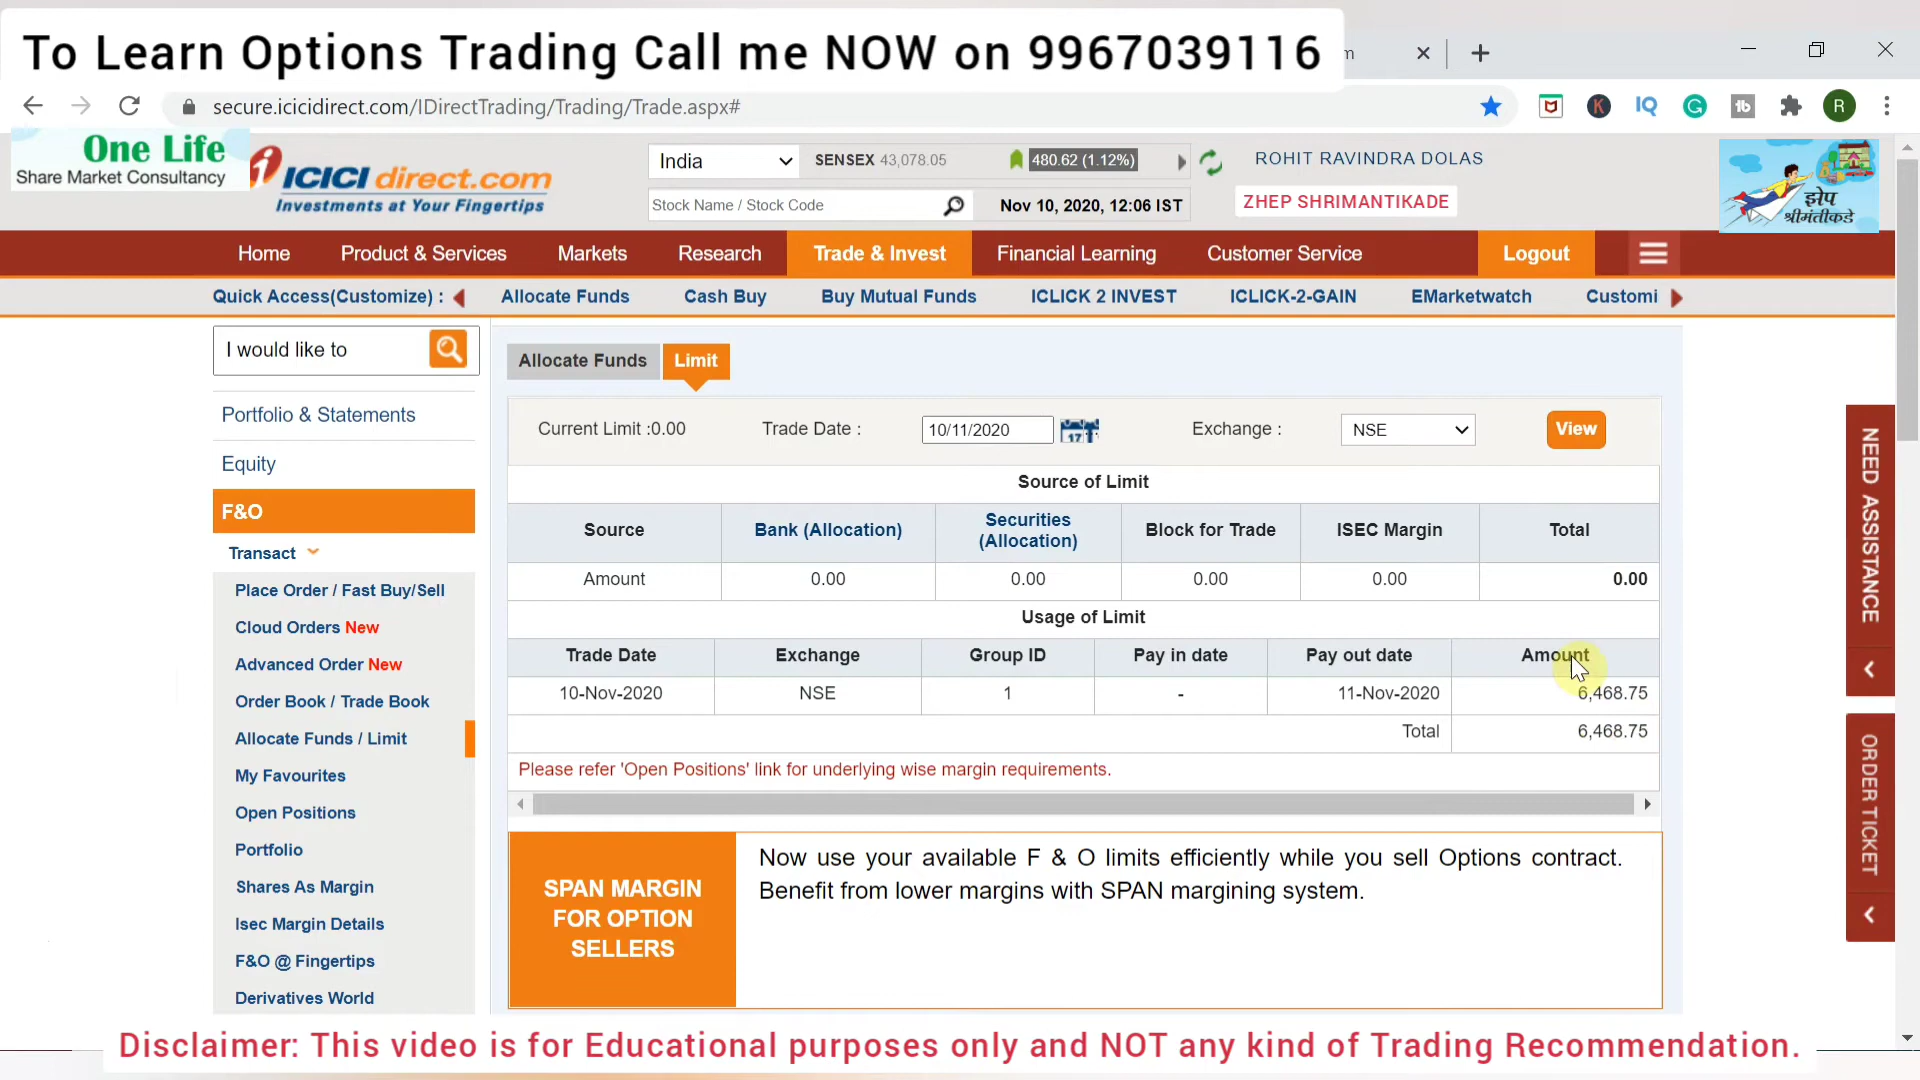 To Learn Options Trading Call me NOW on 9967039116
m
secure.icicidirect.com/IDirectTrading/Trading/Trade.aspx#
K
IQ
G
tb
R
One Life
Share Market Consultancy
ICICI direct.com
Investments at Your Fingertips
India
SENSEX 43,078.05
480.62 (1.12%)
ROHIT RAVINDRA DOLAS
Stock Name / Stock Code
Nov 10, 2020, 12:06 IST
ZHEP SHRIMANTIKADE
झेप
श्रीमंतीकडे
Home
Product & Services
Markets
Research
Trade & Invest
Financial Learning
Customer Service
Logout
Quick Access(Customize) :
Allocate Funds
Cash Buy
Buy Mutual Funds
ICLICK 2 INVEST
ICLICK-2-GAIN
EMarketwatch
Customi
I would like to
Portfolio & Statements
Equity
F&O
Transact
Place Order / Fast Buy/Sell
Cloud Orders New
Advanced Order New
Order Book / Trade Book
Allocate Funds / Limit
My Favourites
Open Positions
Portfolio
Shares As Margin
Isec Margin Details
F&O @ Fingertips
Derivatives World
Allocate Funds
Limit
Current Limit :0.00
Trade Date :
10/11/2020
17
Exchange :
NSE
View
Source of Limit
Source
Bank (Allocation)
Securities
(Allocation)
Block for Trade
ISEC Margin
Total
Amount
0.00
0.00
0.00
0.00
0.00
Usage of Limit
Trade Date
Exchange
Group ID
Pay in date
Pay out date
Amount
10-Nov-2020
NSE
1
-
11-Nov-2020
6,468.75
Total
6,468.75
Please refer 'Open Positions' link for underlying wise margin requirements.
SPAN MARGIN
FOR OPTION
SELLERS
Now use your available F & O limits efficiently while you sell Options contract.
Benefit from lower margins with SPAN margining system.
NEED ASSISTANCE
ORDER TICKET
Disclaimer: This video is for Educational purposes only and NOT any kind of Trading Recommendation.